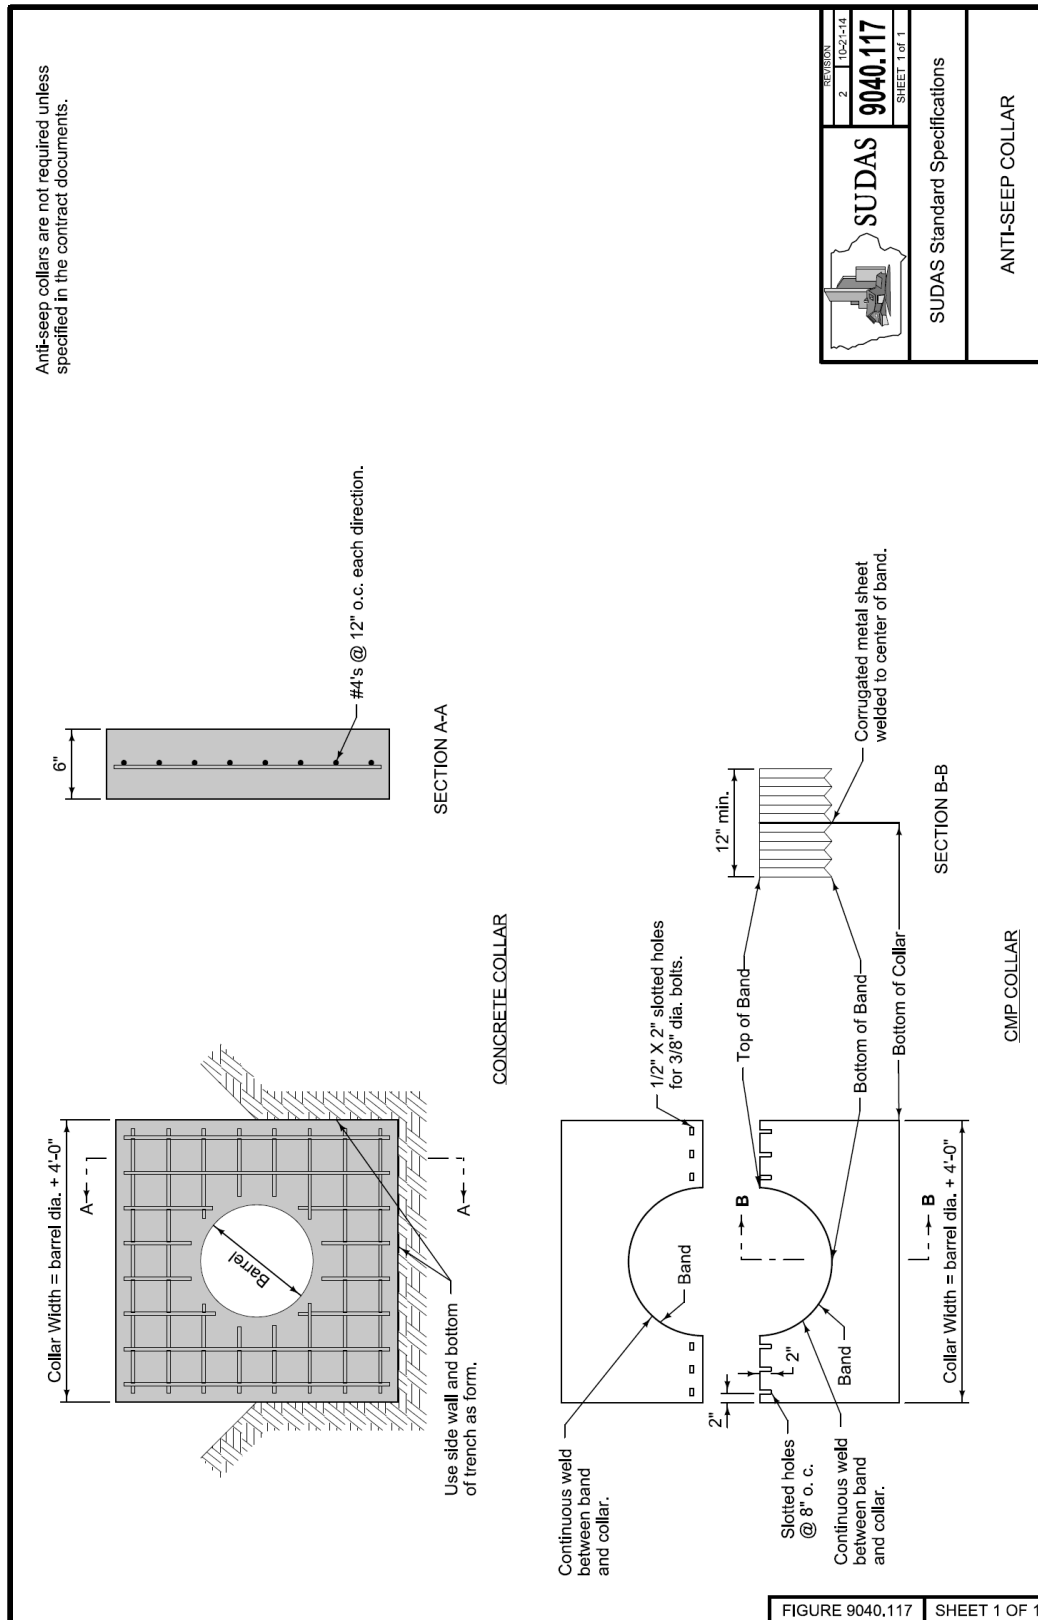 Anti-seep collars are not required unless
specified in the contract documents.
Collar Width = barrel dia. + 4'-0"
A
A
Barrel
Use side wall and bottom
of trench as form.
6"
#4's @ 12" o.c. each direction.
SECTION A-A
CONCRETE COLLAR
Continuous weld
between band
and collar.
Band
1/2" X 2" slotted holes
for 3/8" dia. bolts.
2"
2"
Slotted holes
@ 8" o. c.
Continuous weld
between band
and collar.
Band
B
B
Collar Width = barrel dia. + 4'-0"
Top of Band
Bottom of Band
Bottom of Collar
12" min.
Corrugated metal sheet
welded to center of band.
SECTION B-B
CMP COLLAR
SUDAS
REVISION
2 10-21-14
9040.117
SHEET 1 of 1
SUDAS Standard Specifications
ANTI-SEEP COLLAR
FIGURE 9040.117 SHEET 1 OF 1